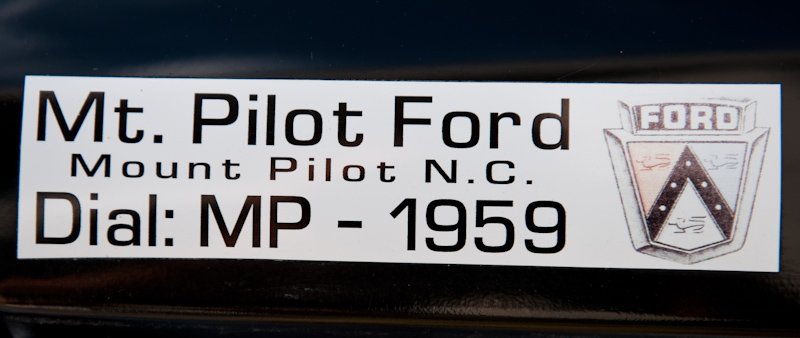 Mt. Pilot Ford
Mount Pilot N.C.
Dial: MP - 1959
FORD